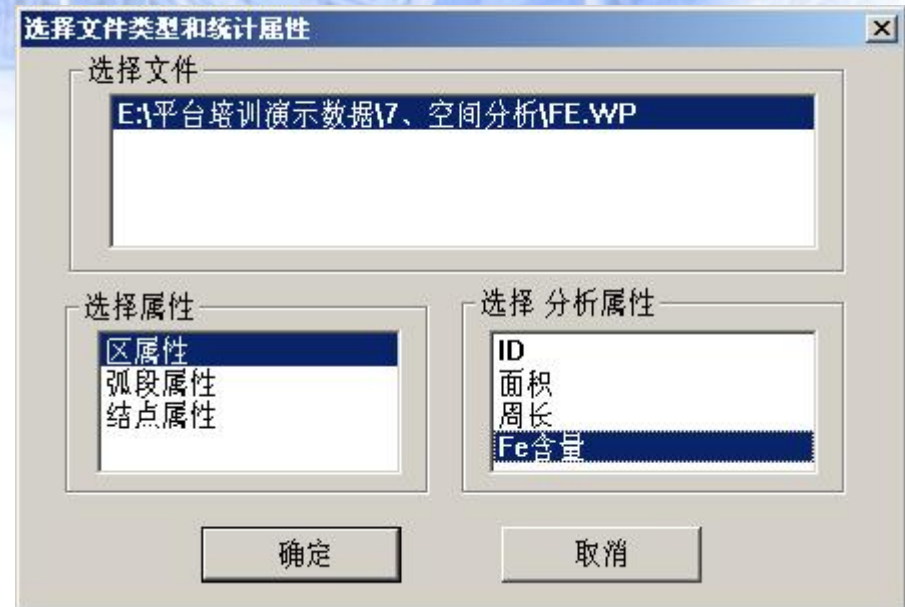 选择文件类型和统计属性
选择文件
E:\平台培训演示数据\7、空间分析\FE.WP
选择属性
区属性
弧段属性
结点属性
选择 分析属性
ID
面积
周长
Fe含量
确定
取消